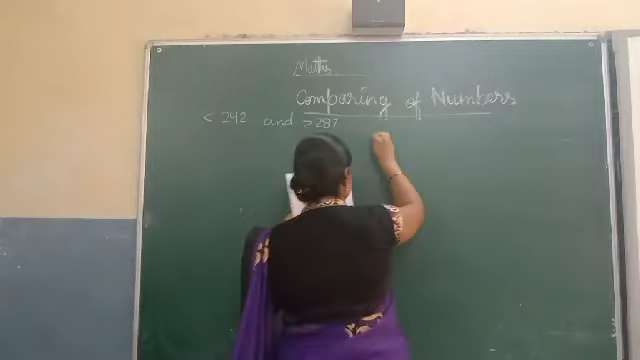 Maths
Comparing of Numbers
< 242 and > 287